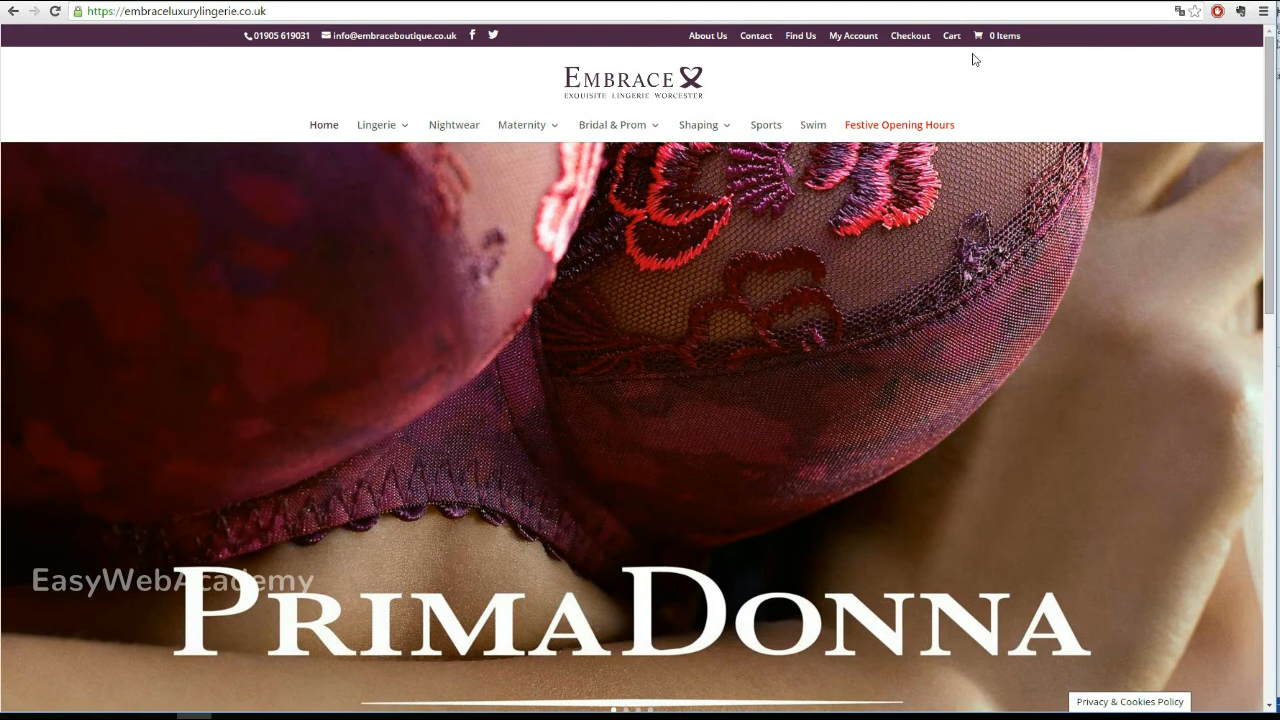 https://embraceluxurylingerie.co.uk
01905 619031 info@embraceboutique.co.uk About Us Contact Find Us My Account Checkout Cart 0 Items
EMBRACE
EXQUISITE LINGERIE WORCESTER
Home Lingerie Nightwear Maternity Bridal & Prom Shaping Sports Swim Festive Opening Hours
EasyWebAcademy
PRIMADONNA
Privacy & Cookies Policy